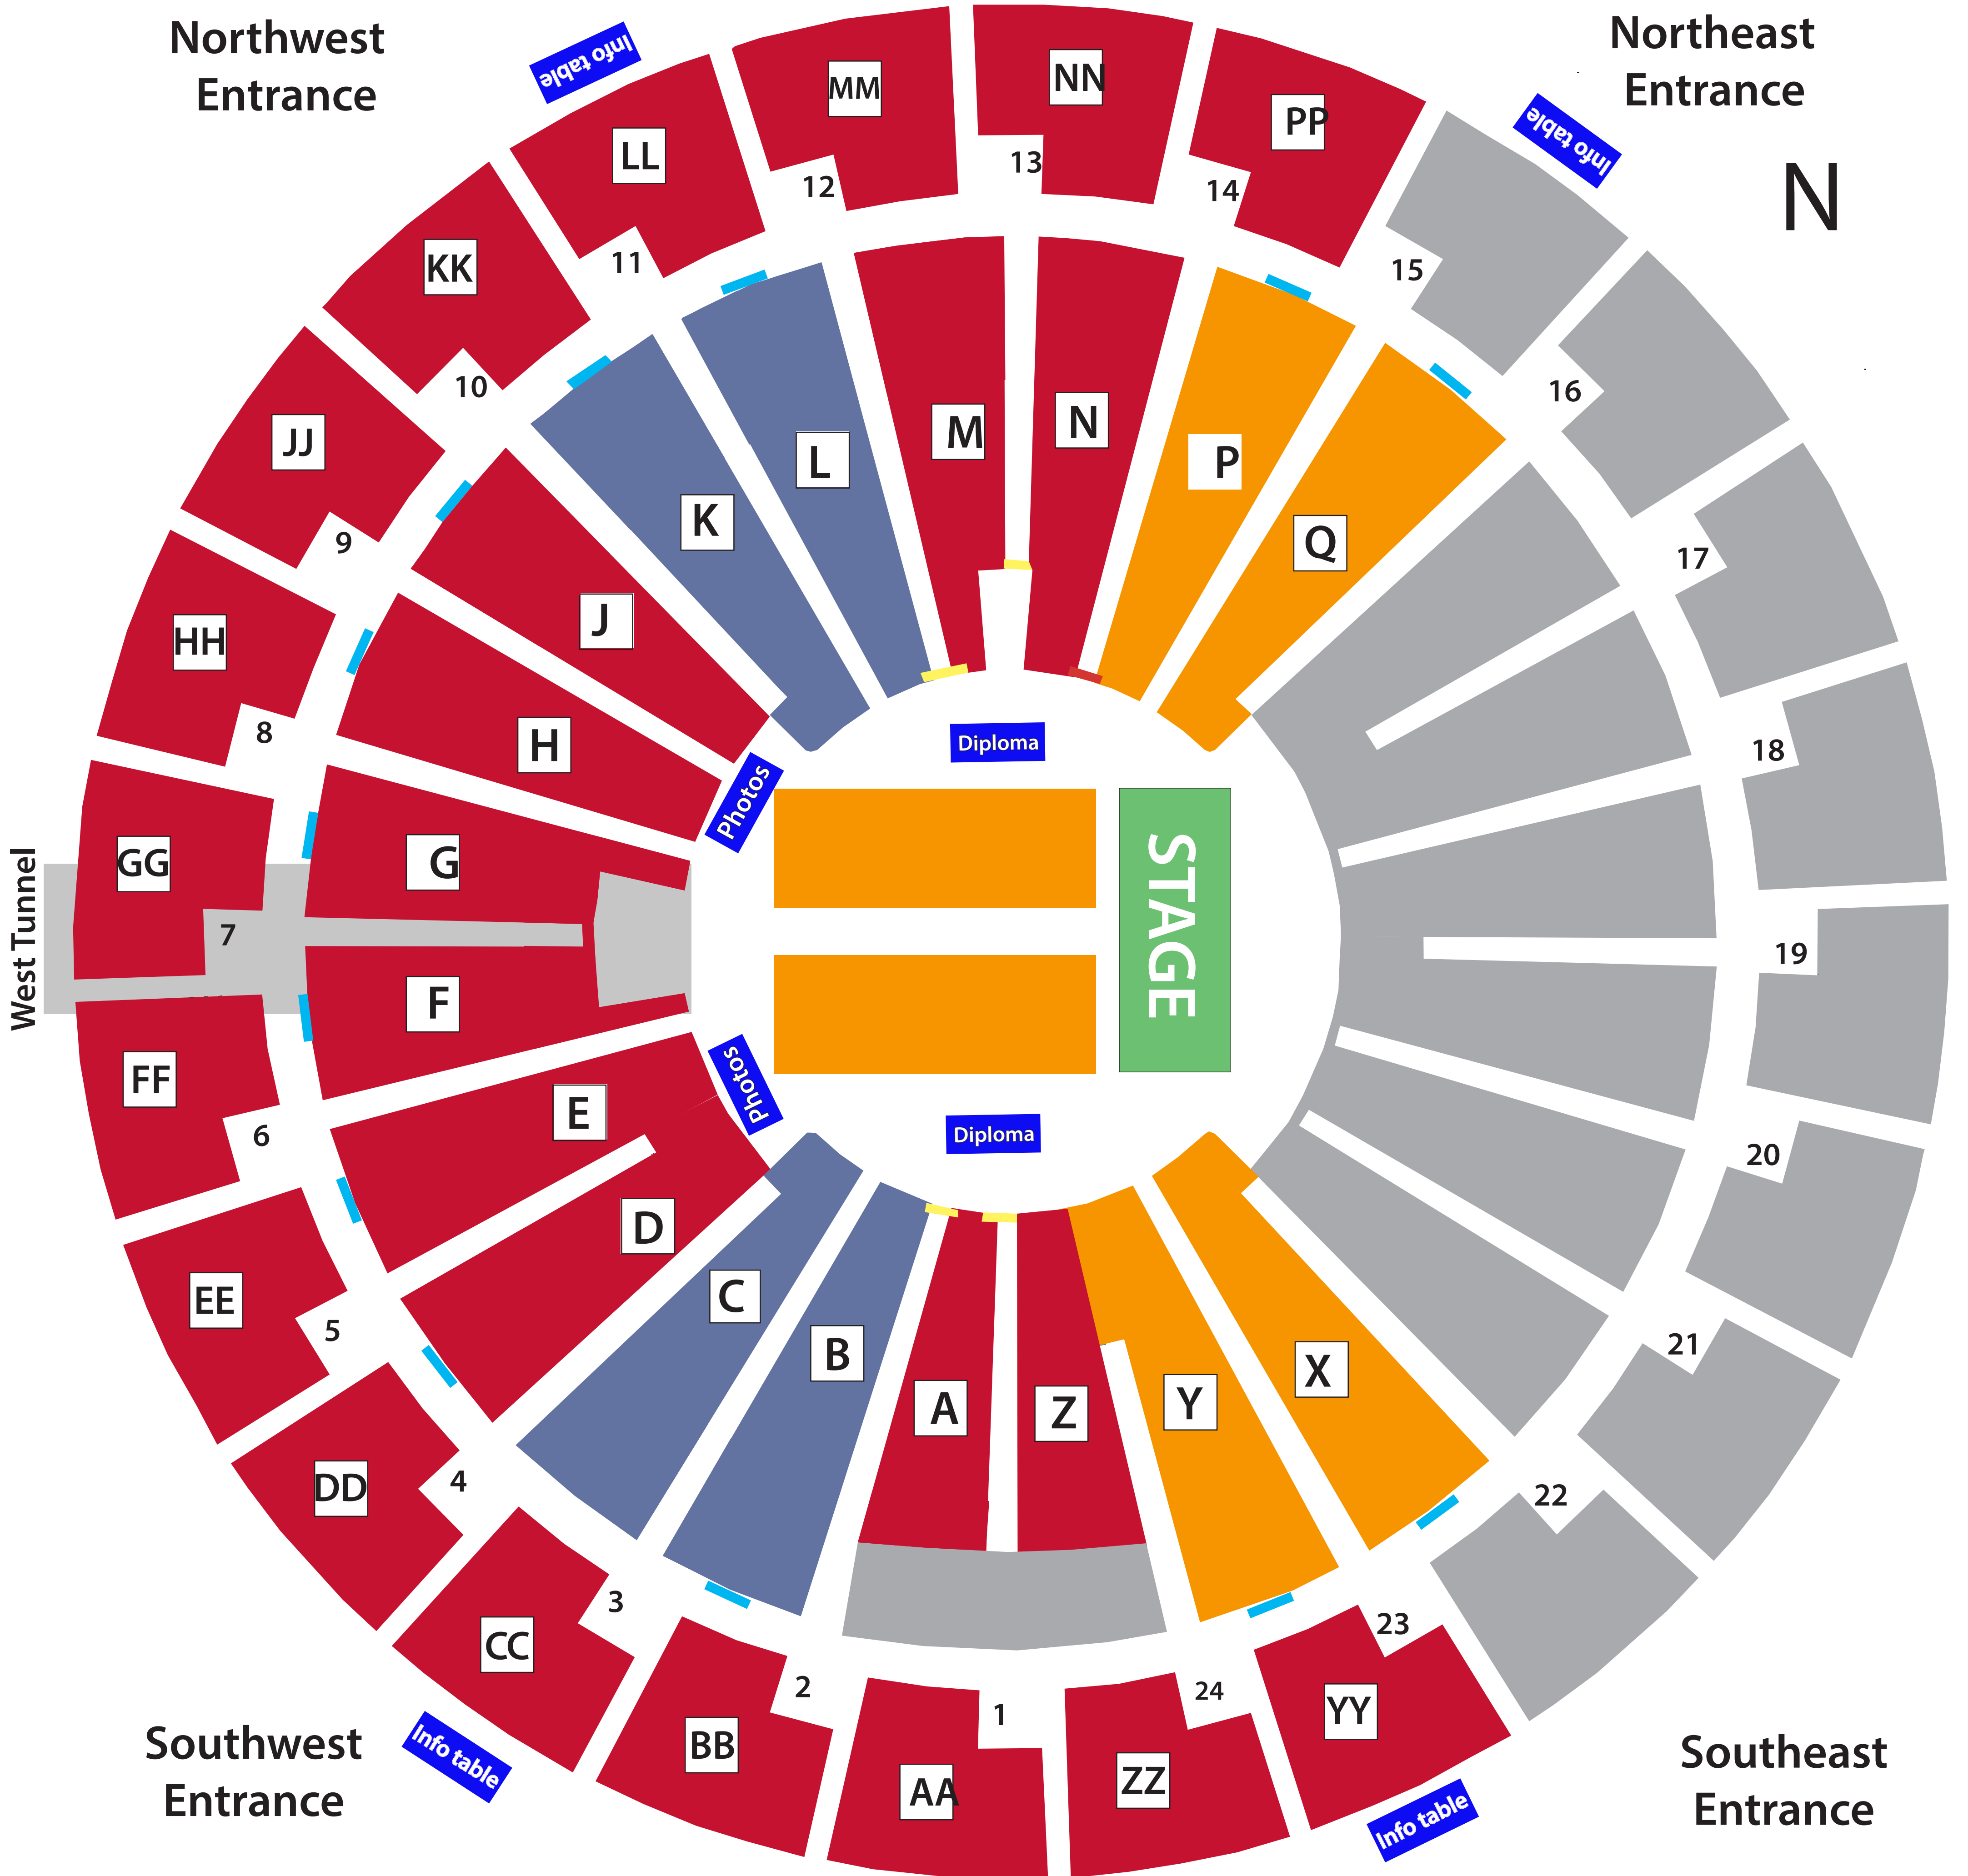 Northwest
Entrance
Info table
MM
NN
PP
Northeast
Entrance
Info table
N
LL
12
13
14
KK
11
15
10
16
JJ
9
17
HH
8
18
K
L
M
N
P
Q
J
H
Diploma
Photos
GG
G
West Tunnel
7
F
FF
STAGE
19
6
E
Photos
Diploma
20
D
EE
5
C
B
A
Z
Y
X
21
DD
4
22
CC
3
2
1
24
23
BB
AA
ZZ
YY
Southwest
Entrance
Info table
Info table
Southeast
Entrance